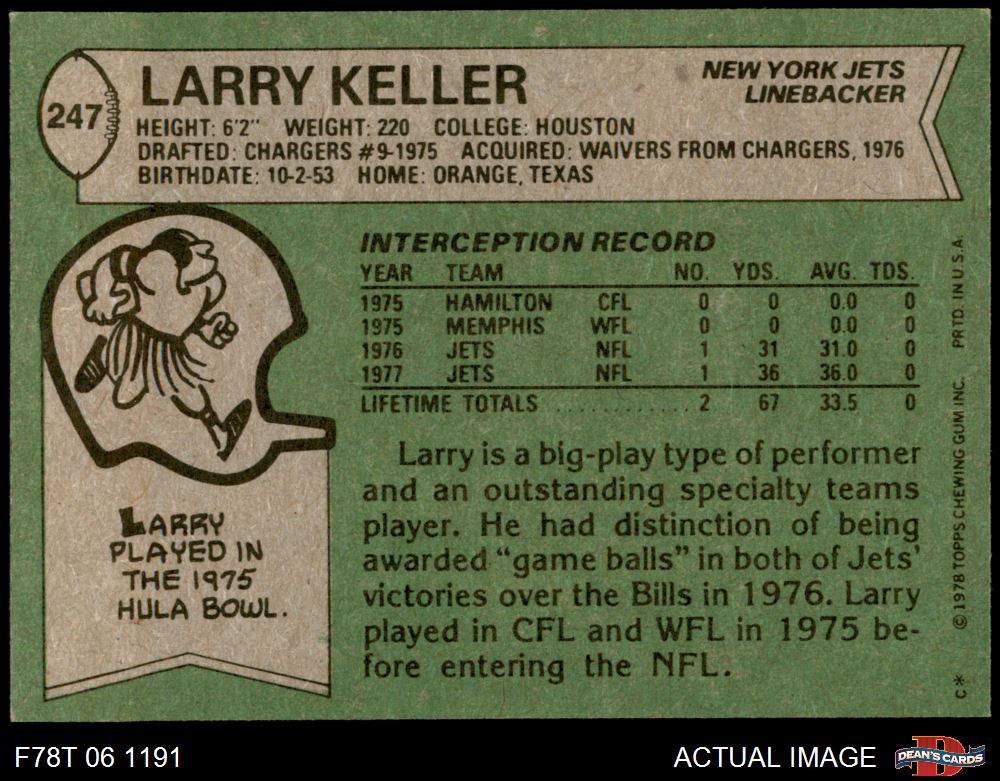 247
LARRY KELLER
NEW YORK JETS
LINEBACKER
HEIGHT: 6'2" WEIGHT: 220 COLLEGE: HOUSTON
DRAFTED: CHARGERS #9-1975 ACQUIRED: WAIVERS FROM CHARGERS, 1976
BIRTHDATE: 10-2-53 HOME: ORANGE, TEXAS
INTERCEPTION RECORD
YEAR TEAM NO. YDS. AVG. TDS.
1975 HAMILTON CFL 0 0 0.0 0
1975 MEMPHIS WFL 0 0 0.0 0
1976 JETS NFL 1 31 31.0 0
1977 JETS NFL 1 36 36.0 0
LIFETIME TOTALS ............ 2 67 33.5 0
Larry is a big-play type of performer
and an outstanding specialty teams
player. He had distinction of being
awarded "game balls" in both of Jets'
victories over the Bills in 1976. Larry
played in CFL and WFL in 1975 be-
fore entering the NFL.
LARRY
PLAYED IN
THE 1975
HULA BOWL.
C* ©1978 TOPPS CHEWING GUM INC. PRTD. IN U.S.A.
F78T 06 1191
ACTUAL IMAGE
D
DEAN'S CARDS